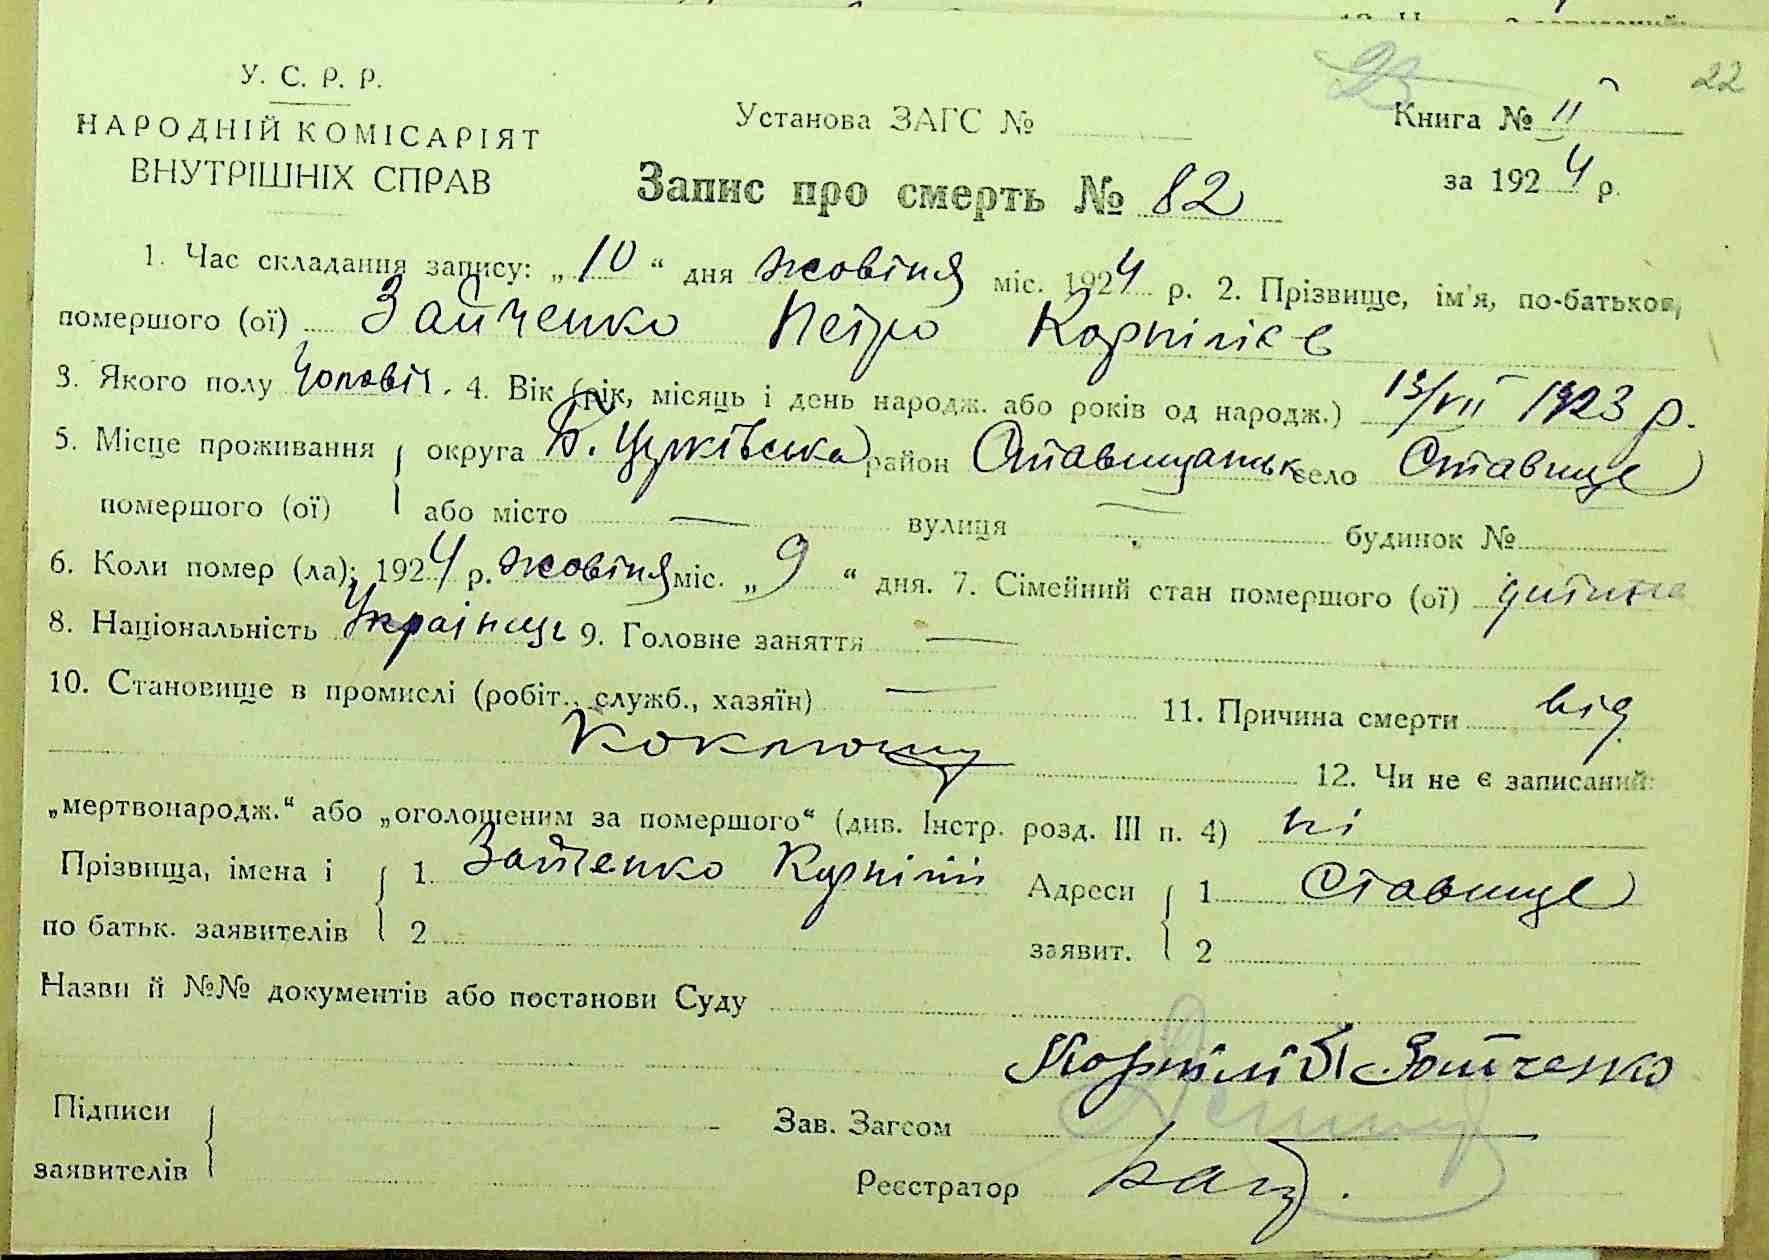 22
У. С. Р. Р.
НАРОДНІЙ КОМІСАРІЯТ
ВНУТРІШНІХ СПРАВ
Установа ЗАГС №
Книга № II
за 1924 р.
Запис про смерть № 82
1. Час складання запису: „10“ дня жовтня міс. 1924 р. 2. Прізвище, ім'я, по-батькові,
помершого (ої) Зайченко Петро Корнілієв
3. Якого полу Чоловіч. 4. Вік (рік, місяць і день народж. або років од народж.) 13/VII 1923 р.
5. Місце проживання округа Б. Церківська район Ставищанськ село Ставище
помершого (ої) або місто — вулиця — будинок №
6. Коли помер (ла): 1924 р. жовтня міс. „9“ дня. 7. Сімейний стан помершого (ої) дитина
8. Національність Українець 9. Головне заняття —
10. Становище в промислі (робіт., служб., хазяїн) — 11. Причина смерти від
коклюшу 12. Чи не є записаний:
„мертвонародж.“ або „оголошеним за помершого“ (див. Інстр. розд. III п. 4) ні
Прізвища, імена і 1 Зайченко Корнілій Адреси 1 Ставище
по батьк. заявителів 2 заявит. 2
Назви й №№ документів або постанови Суду
Корнілій Зайченко
Підписи
заявителів
Зав. Загсом
Реєстратор